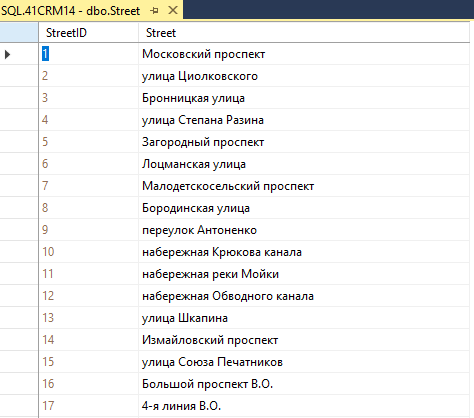 SQL.41CRM14 - dbo.Street
StreetID Street
1 Московский проспект
2 улица Циолковского
3 Бронницкая улица
4 улица Степана Разина
5 Загородный проспект
6 Лоцманская улица
7 Малодетскосельский проспект
8 Бородинская улица
9 переулок Антоненко
10 набережная Крюкова канала
11 набережная реки Мойки
12 набережная Обводного канала
13 улица Шкапина
14 Измайловский проспект
15 улица Союза Печатников
16 Большой проспект В.О.
17 4-я линия В.О.